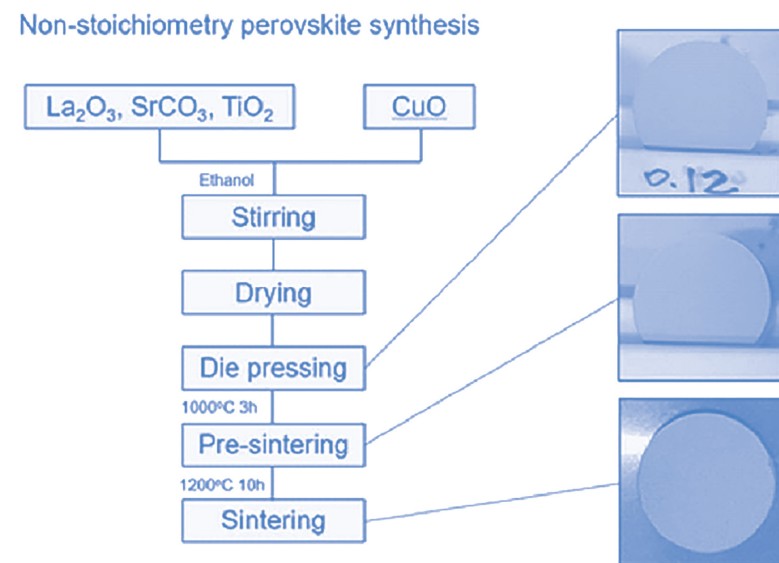 Non-stoichiometry perovskite synthesis
La₂O₃, SrCO₃, TiO₂
CuO
Ethanol
Stirring
Drying
Die pressing
1000ºC 3h
Pre-sintering
1200ºC 10h
Sintering
0.12